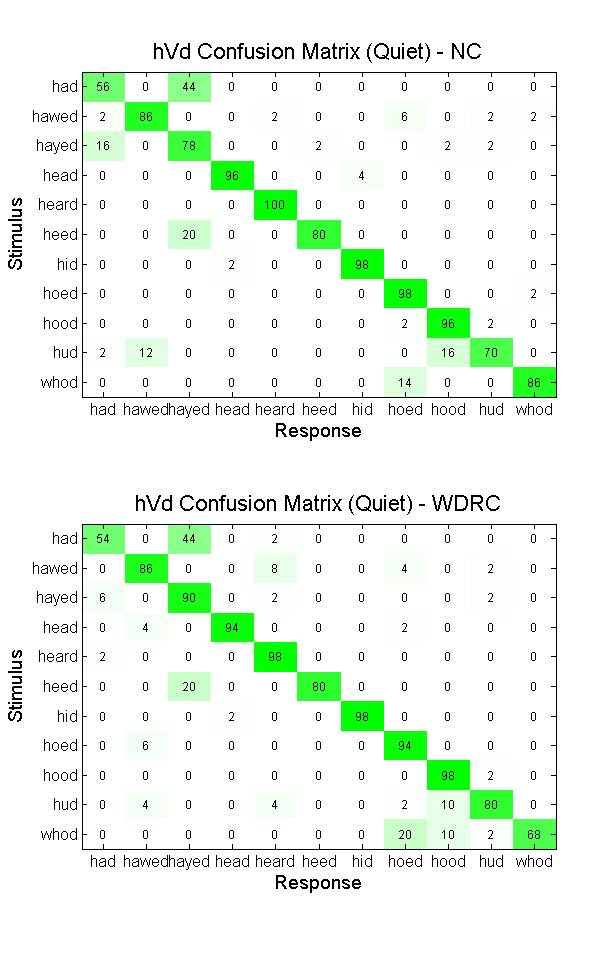 hVd Confusion Matrix (Quiet) - NC
had 56 0 44 0 0 0 0 0 0 0 0
hawed 2 86 0 0 2 0 0 6 0 2 2
hayed 16 0 78 0 0 2 0 0 2 2 0
head 0 0 0 96 0 0 4 0 0 0 0
heard 0 0 0 0 100 0 0 0 0 0 0
heed 0 0 20 0 0 80 0 0 0 0 0
hid 0 0 0 2 0 0 98 0 0 0 0
hoed 0 0 0 0 0 0 0 98 0 0 2
hood 0 0 0 0 0 0 0 2 96 2 0
hud 2 12 0 0 0 0 0 0 16 70 0
whod 0 0 0 0 0 0 0 14 0 0 86
Stimulus
had hawed hayed head heard heed hid hoed hood hud whod
Response
hVd Confusion Matrix (Quiet) - WDRC
had 54 0 44 0 2 0 0 0 0 0 0
hawed 0 86 0 0 8 0 0 4 0 2 0
hayed 6 0 90 0 2 0 0 0 0 2 0
head 0 4 0 94 0 0 0 2 0 0 0
heard 2 0 0 0 98 0 0 0 0 0 0
heed 0 0 20 0 0 80 0 0 0 0 0
hid 0 0 0 2 0 0 98 0 0 0 0
hoed 0 6 0 0 0 0 0 94 0 0 0
hood 0 0 0 0 0 0 0 0 98 2 0
hud 0 4 0 0 4 0 0 2 10 80 0
whod 0 0 0 0 0 0 0 20 10 2 68
Stimulus
had hawed hayed head heard heed hid hoed hood hud whod
Response